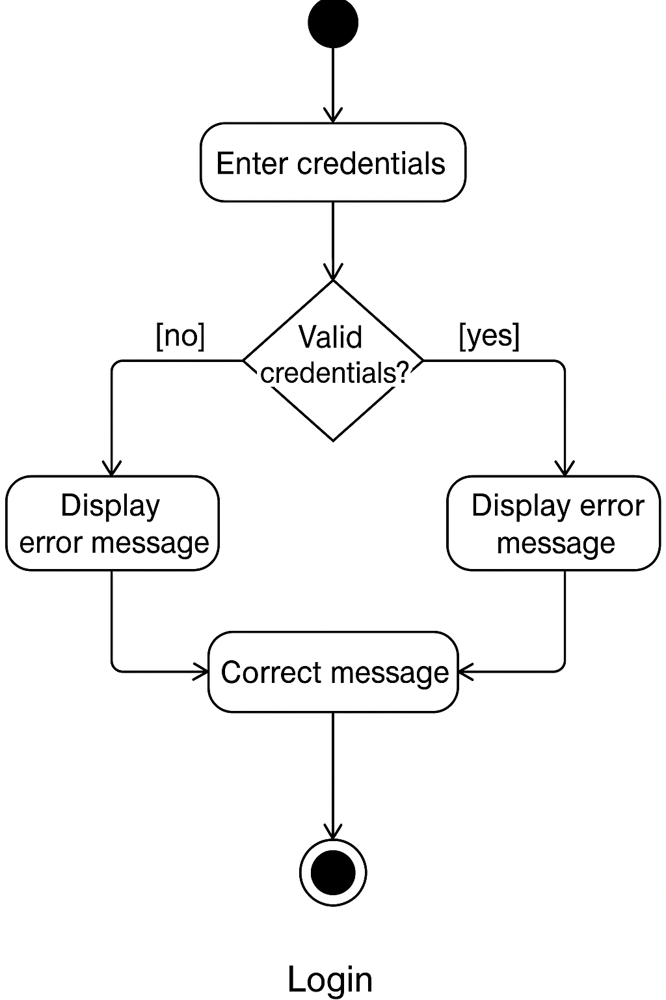 Enter credentials
Valid
credentials?
[no]
[yes]
Display
error message
Display error
message
Correct message
Login